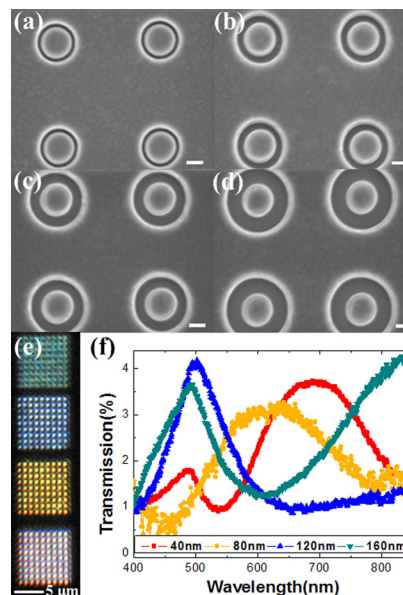 (a)
(b)
(c)
(d)
(e)
5 μm
(f)
Transmission(%)
4
3
2
1
0
400 500 600 700 800
Wavelength(nm)
40nm 80nm 120nm 160nm